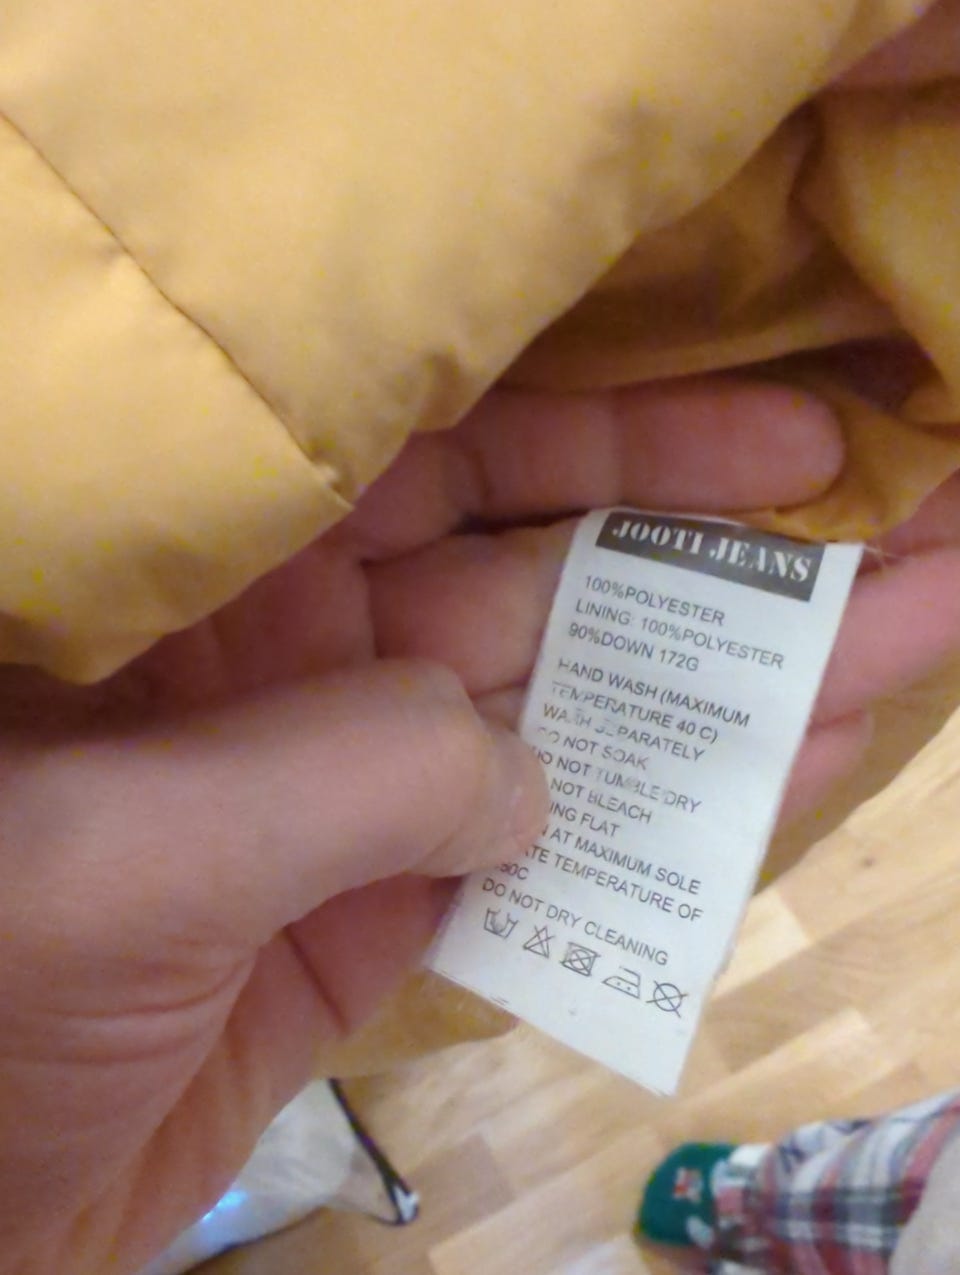 JOOTI JEANS
100%POLYESTER
LINING: 100%POLYESTER
90%DOWN 172G
HAND WASH (MAXIMUM
TEMPERATURE 40 C)
WASH SEPARATELY
DO NOT SOAK
DO NOT TUMBLE DRY
NOT BLEACH
ING FLAT
AT MAXIMUM SOLE
TE TEMPERATURE OF
50C
DO NOT DRY CLEANING